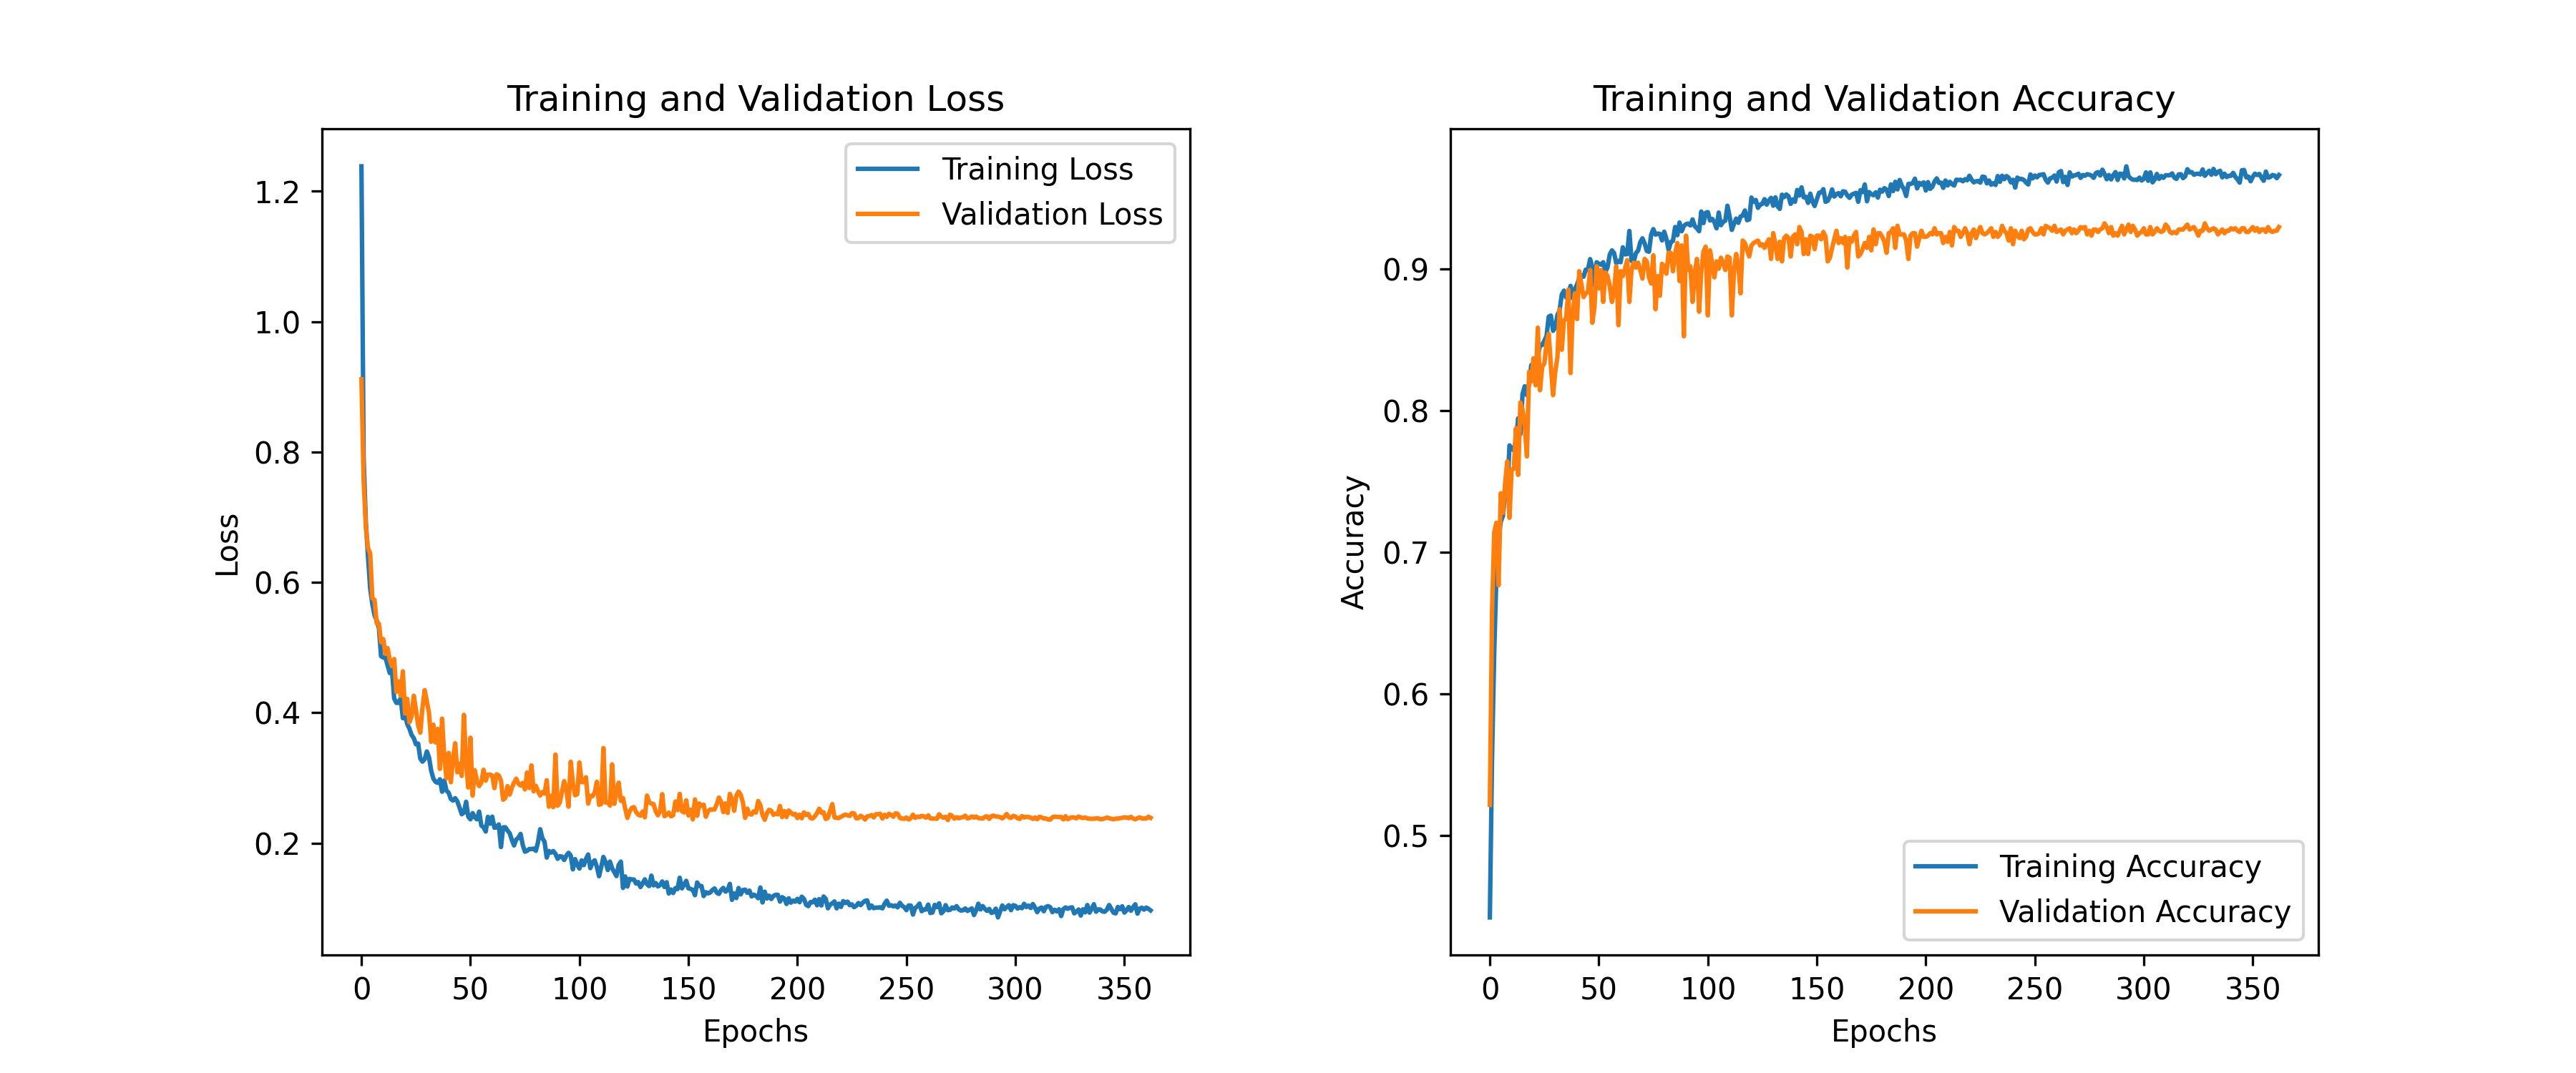 Training and Validation Loss
Training Loss
Validation Loss
1.2
1.0
0.8
0.6
0.4
0.2
Loss
0 50 100 150 200 250 300 350
Epochs
Training and Validation Accuracy
0.9
0.8
0.7
0.6
0.5
Accuracy
Training Accuracy
Validation Accuracy
0 50 100 150 200 250 300 350
Epochs